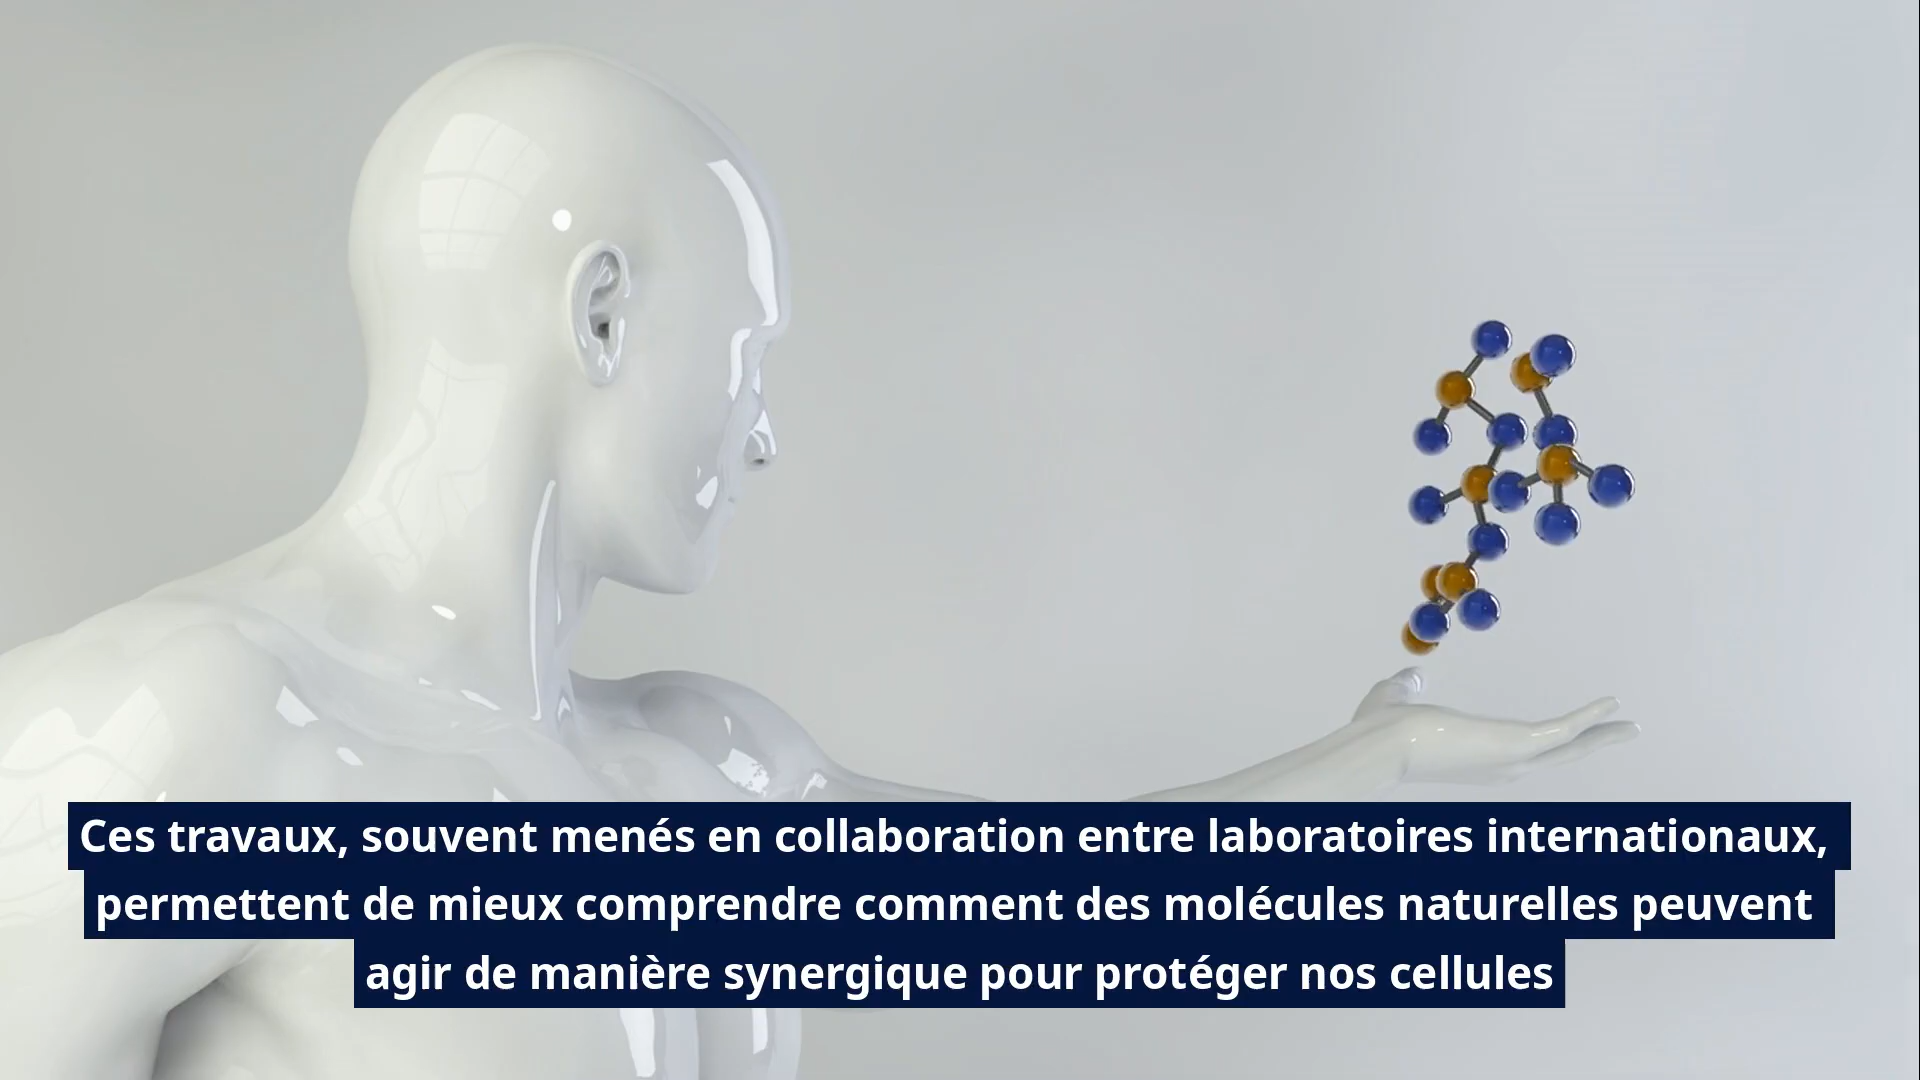 Ces travaux, souvent menés en collaboration entre laboratoires internationaux,
permettent de mieux comprendre comment des molécules naturelles peuvent
agir de manière synergique pour protéger nos cellules